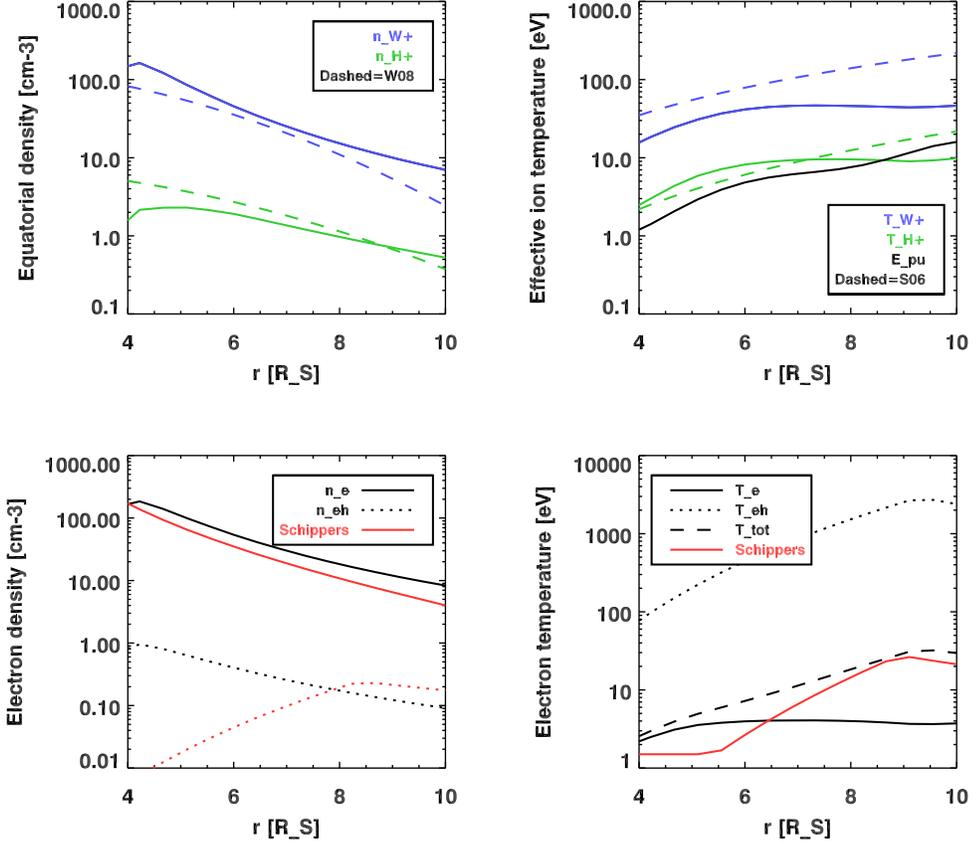 Equatorial density [cm-3]
1000.0
100.0
10.0
1.0
0.1
n_W+
n_H+
Dashed=W08
4 6 8 10
r [R_S]
Effective ion temperature [eV]
1000.0
100.0
10.0
1.0
0.1
T_W+
T_H+
E_pu
Dashed=S06
4 6 8 10
r [R_S]
Electron density [cm-3]
1000.00
100.00
10.00
1.00
0.10
0.01
n_e
n_eh
Schippers
4 6 8 10
r [R_S]
Electron temperature [eV]
10000
1000
100
10
1
T_e
T_eh
T_tot
Schippers
4 6 8 10
r [R_S]